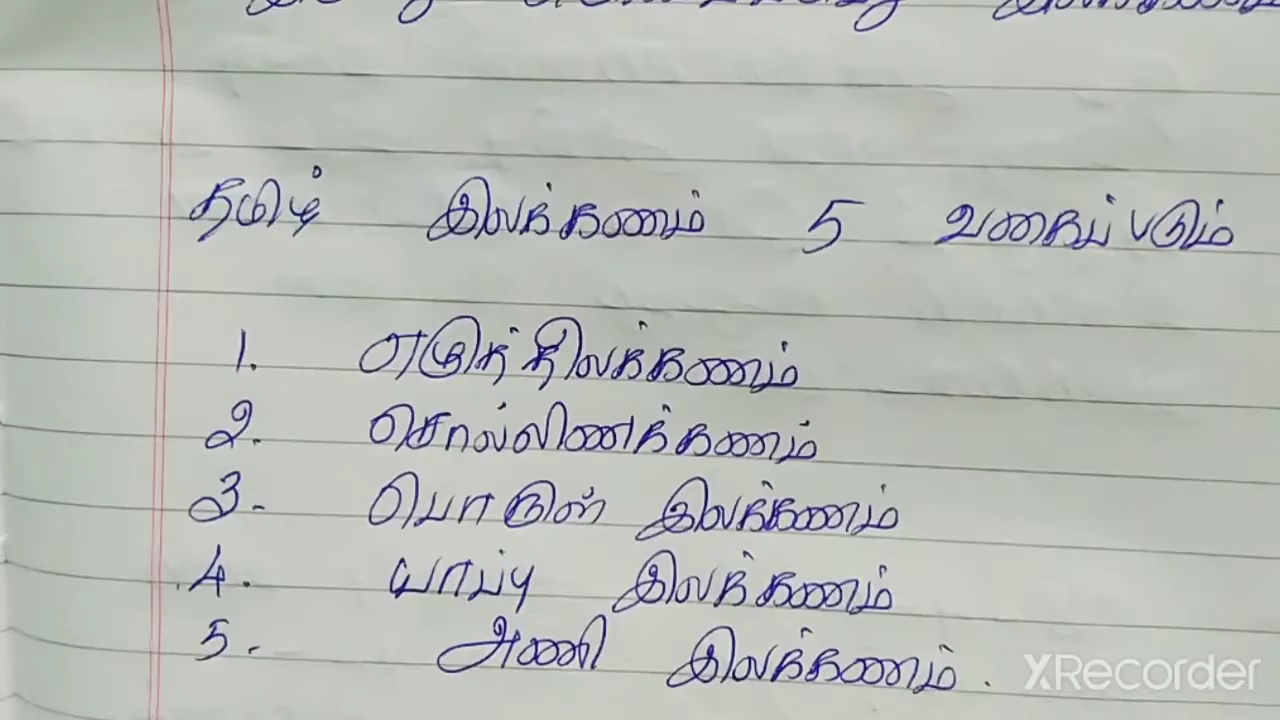 தமிழ் இலக்கணம் 5 வகைப்படும்
1. எழுத்திலக்கணம்
2. சொல்லிணக்கணம்
3. பொருள் இலக்கணம்
4. யாப்பு இலக்கணம்
5. அணி இலக்கணம்.
XRecorder